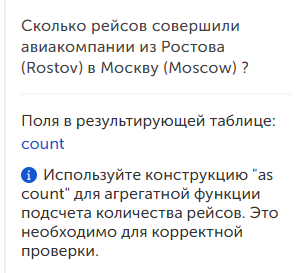 Сколько рейсов совершили
авиакомпании из Ростова
(Rostov) в Москву (Moscow) ?
Поля в результирующей таблице:
count
Используйте конструкцию "as
count" для агрегатной функции
подсчета количества рейсов. Это
необходимо для корректной
проверки.